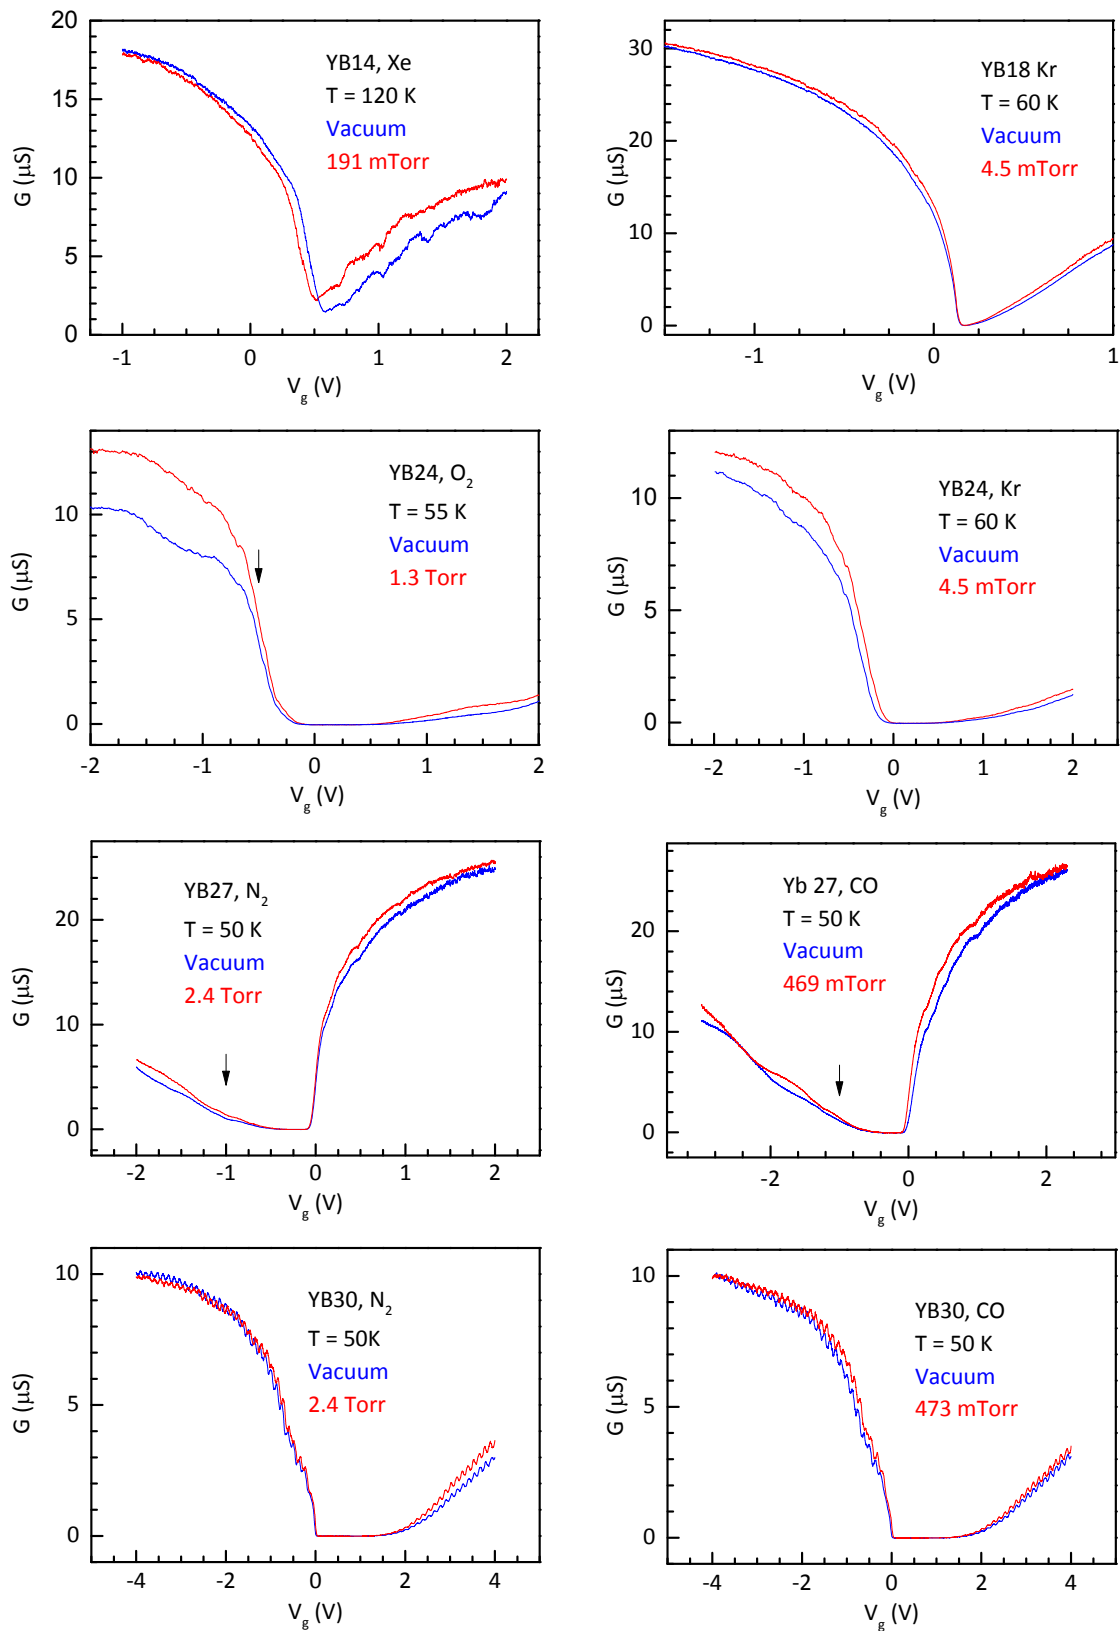 20
15
10
5
0
G (μS)
YB14, Xe
T = 120 K
Vacuum
191 mTorr
-1
0
1
2
V_g (V)
30
20
10
0
G (μS)
YB18 Kr
T = 60 K
Vacuum
4.5 mTorr
-1
0
1
V_g (V)
10
5
0
G (μS)
YB24, O₂
T = 55 K
Vacuum
1.3 Torr
-2
-1
0
1
2
V_g (V)
10
5
0
G (μS)
YB24, Kr
T = 60 K
Vacuum
4.5 mTorr
-2
-1
0
1
2
V_g (V)
20
10
0
G (μS)
YB27, N₂
T = 50 K
Vacuum
2.4 Torr
-2
-1
0
1
2
V_g (V)
20
10
0
G (μS)
Yb 27, CO
T = 50 K
Vacuum
469 mTorr
-2
0
2
V_g (V)
10
5
0
G (μS)
YB30, N₂
T = 50K
Vacuum
2.4 Torr
-4
-2
0
2
4
V_g (V)
10
5
0
G (μS)
YB30, CO
T = 50 K
Vacuum
473 mTorr
-4
-2
0
2
4
V_g (V)